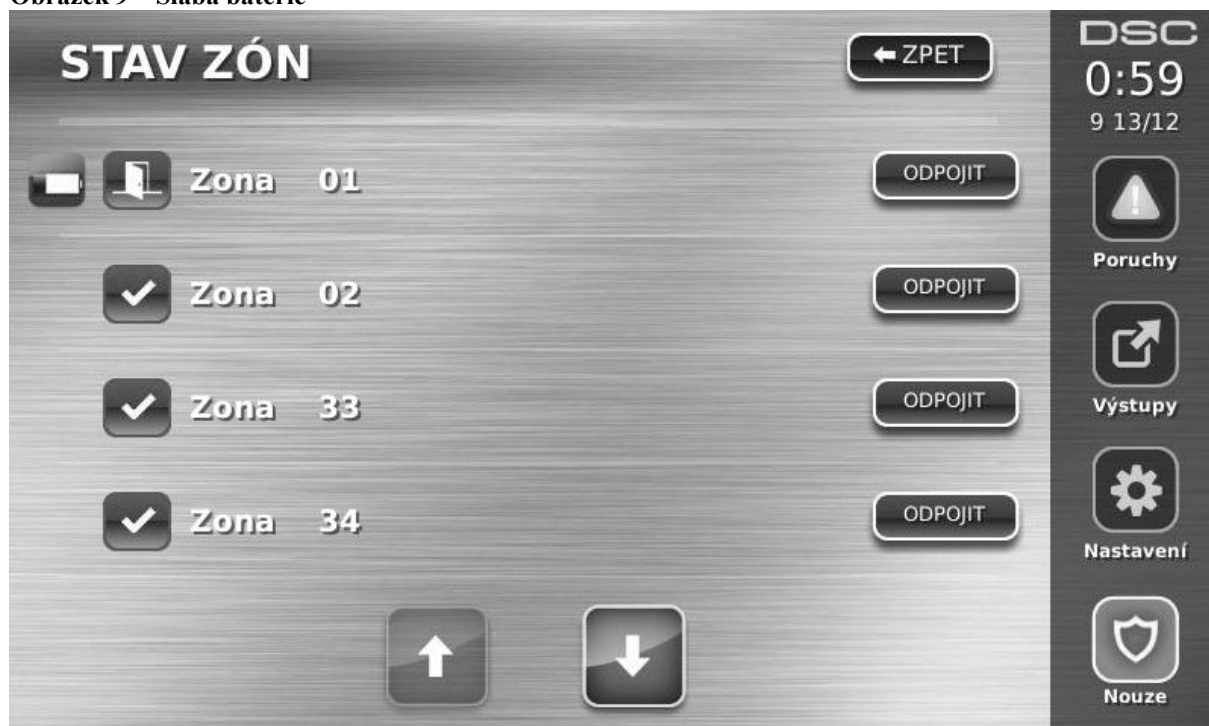 Obrázek 9 – Slabá baterie
STAV ZÓN
ZPET
Zona 01
ODPOJIT
Zona 02
ODPOJIT
Zona 33
ODPOJIT
Zona 34
ODPOJIT
DSC
0:59
9 13/12
Poruchy
Výstupy
Nastavení
Nouze